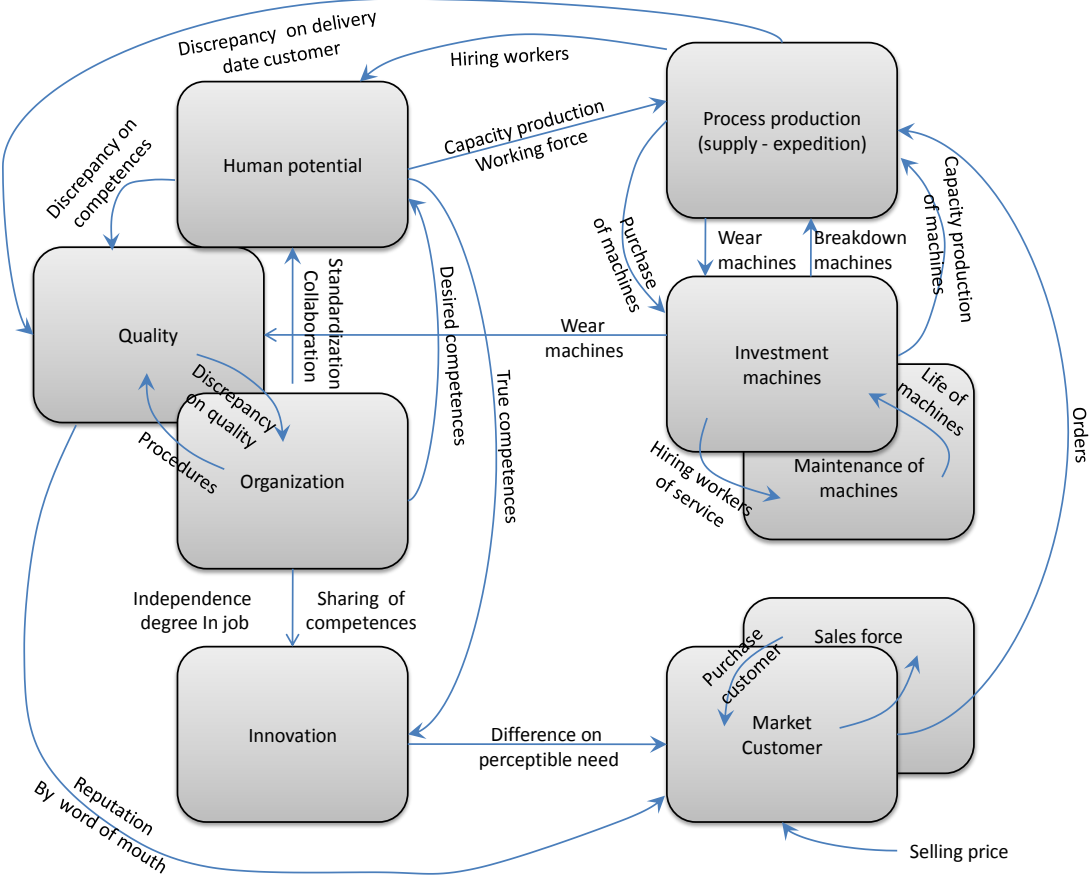 Discrepancy on delivery
date customer
Hiring workers
Process production
(supply - expedition)
Human potential
Capacity production
Working force
Discrepancy on
competences
Purchase
of machines
Wear
machines
Breakdown
machines
Capacity production
of machines
Standardization
Collaboration
Desired competences
Quality
Wear
machines
Investment
machines
Discrepancy
on quality
Procedures
Organization
True competences
Life of
machines
Hiring workers
of service
Maintenance of
machines
Orders
Independence
degree In job
Sharing of
competences
Sales force
Purchase
customer
Innovation
Difference on
perceptible need
Market
Customer
Reputation
By word of mouth
Selling price